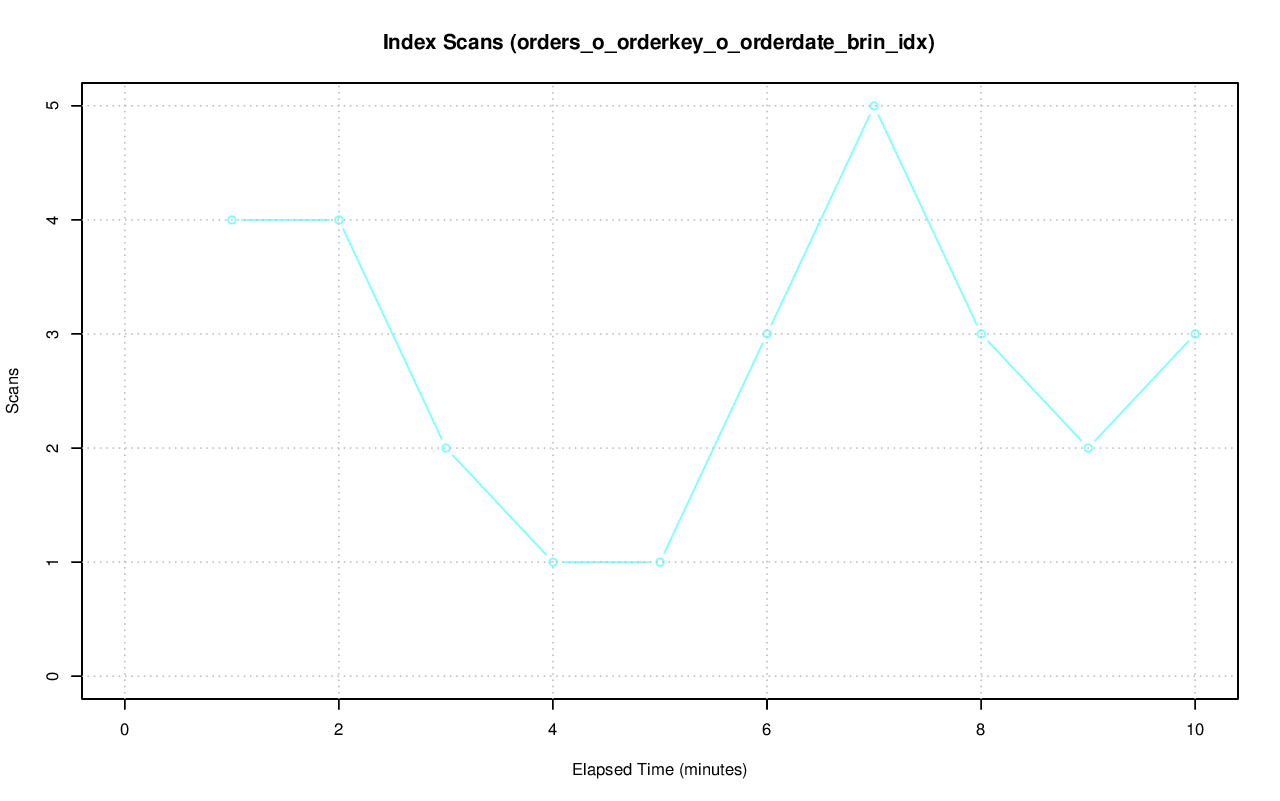 Index Scans (orders_o_orderkey_o_orderdate_brin_idx)
5
4
3
2
1
0
Scans
0 2 4 6 8 10
Elapsed Time (minutes)